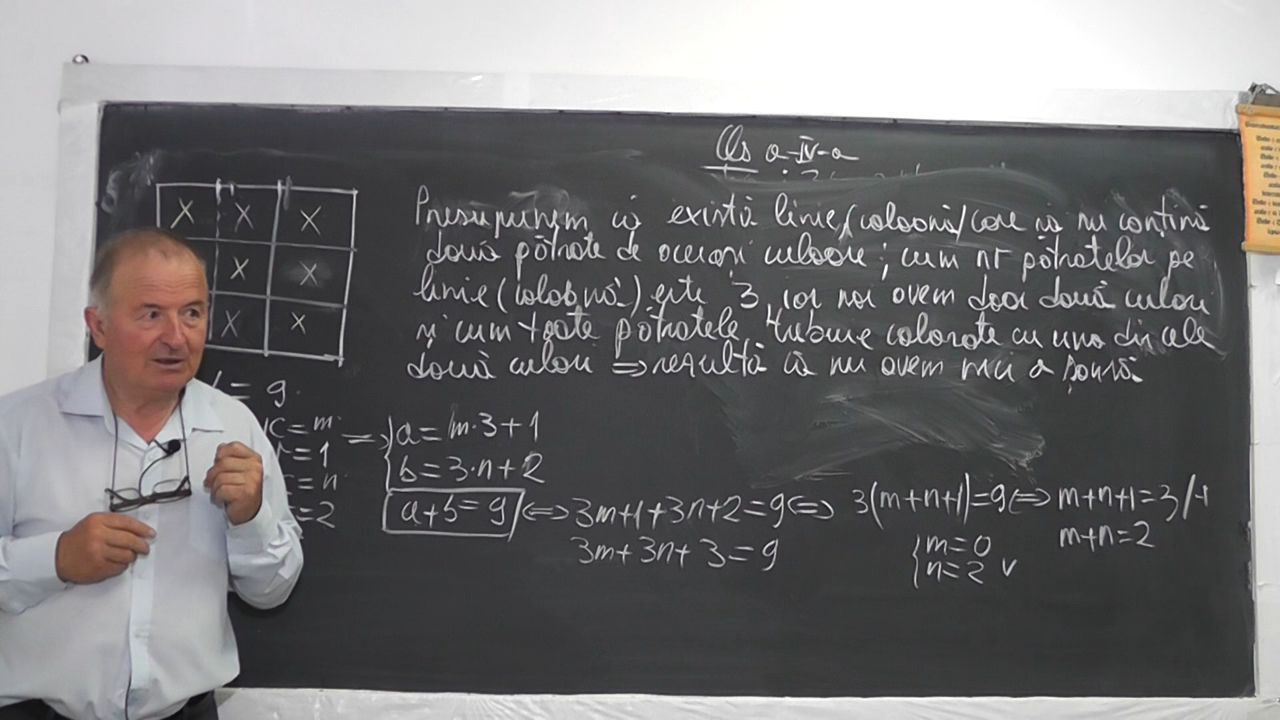 Cls a-IV-a
X X X
X X
X X
Presupunem că există linie/coloană/care să nu conțină
două pătrate de aceeași culoare; cum nr pătratelor pe
linie (coloană) este 3, iar noi avem doar două culori
și cum toate pătratele trebuie colorate cu una din cele
două culori ⇒ rezultă că nu avem nici o
= 9
c = m
= 1
= n
= 2
⇒ { a = m·3+1
b = 3·n+2
a+b = 9 ⇔ 3m+1+3n+2=9 ⇔ 3(m+n+1)=9 ⇔ m+n+1=3 /-1
3m+3n+3=9
m+n=2
{ m=0
n=2 v